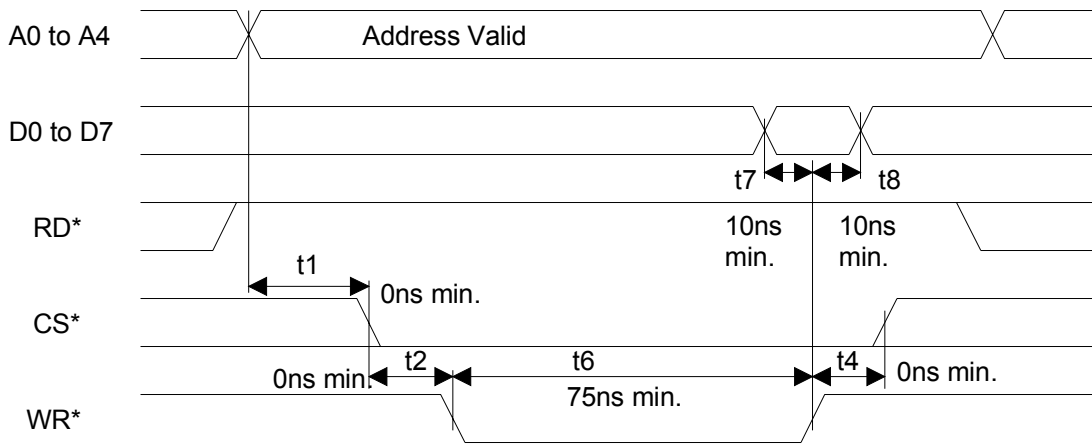 A0 to A4
Address Valid
D0 to D7
t7
t8
RD*
10ns
min.
10ns
min.
t1
0ns min.
CS*
t2
t6
t4
0ns min.
75ns min.
0ns min.
WR*